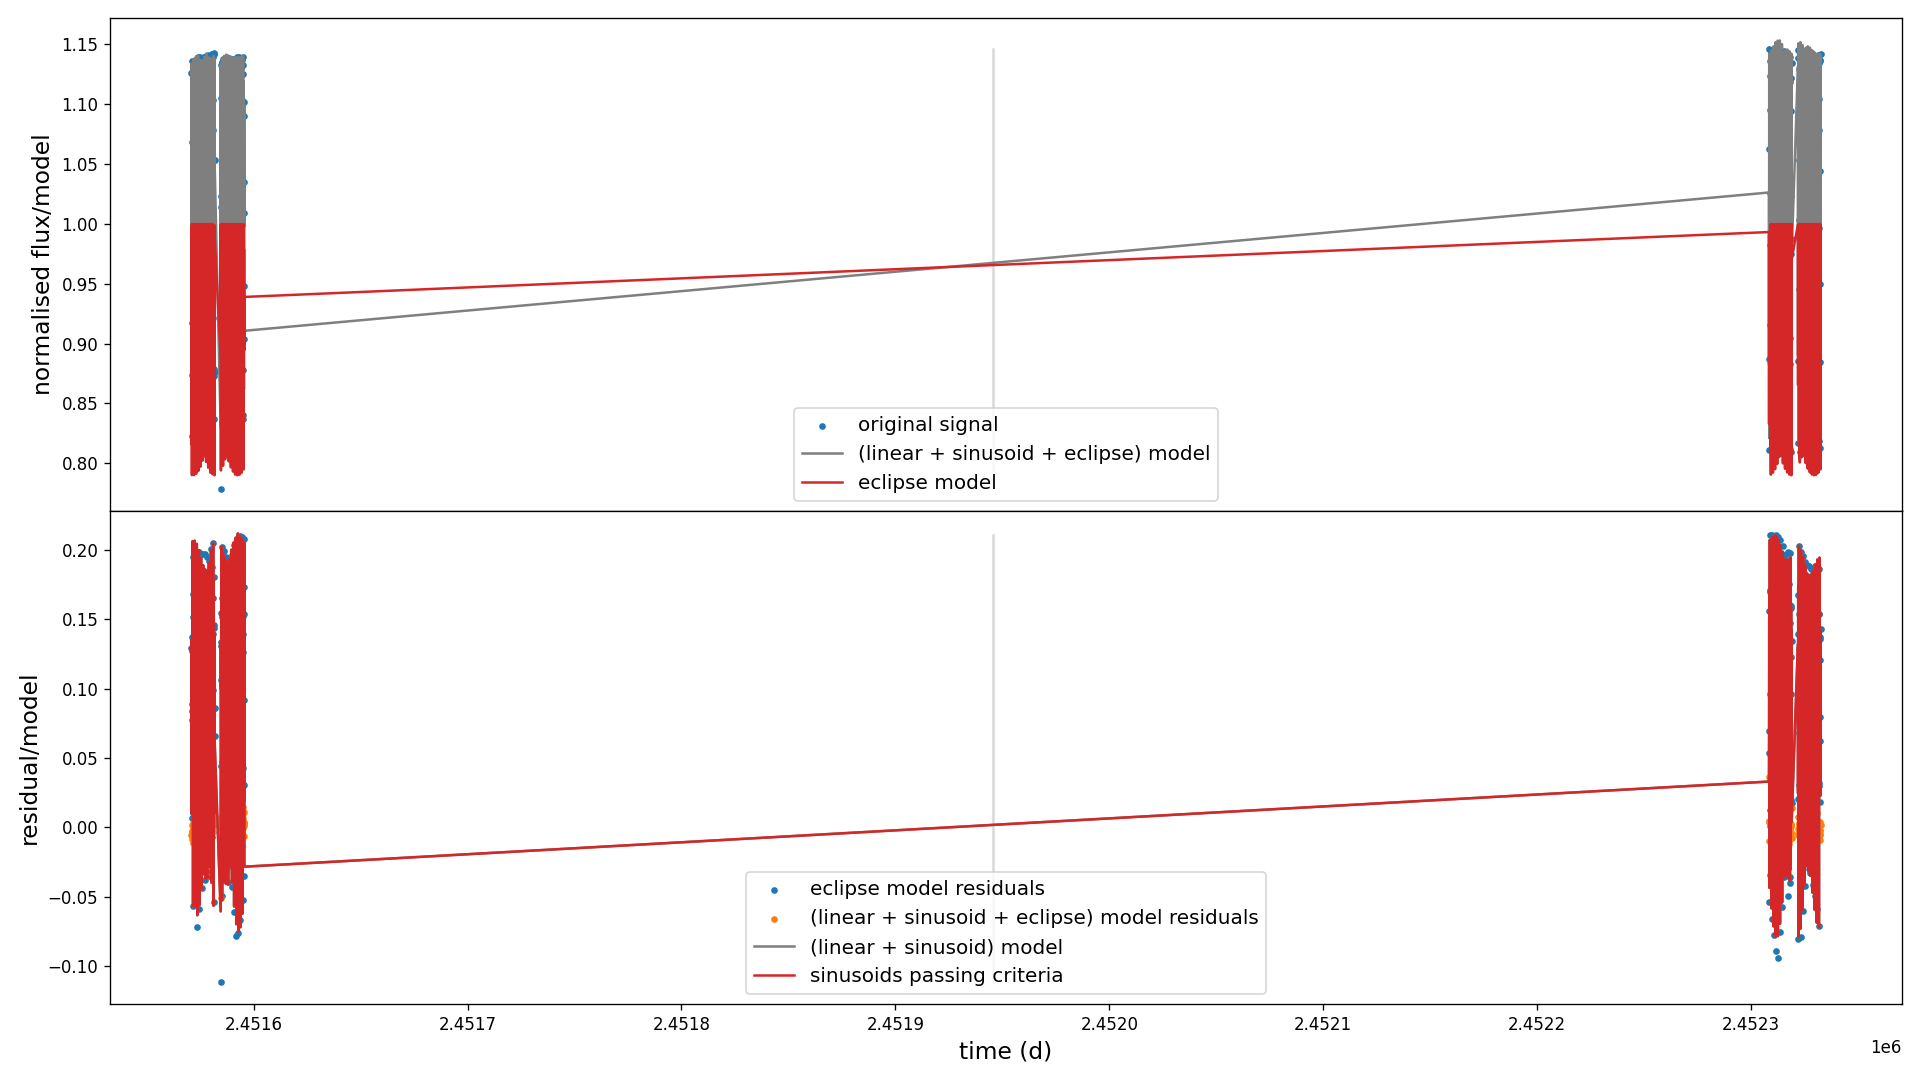 1.15
1.10
1.05
1.00
0.95
0.90
0.85
0.80
normalised flux/model
original signal
(linear + sinusoid + eclipse) model
eclipse model
0.20
0.15
0.10
0.05
0.00
−0.05
−0.10
residual/model
eclipse model residuals
(linear + sinusoid + eclipse) model residuals
(linear + sinusoid) model
sinusoids passing criteria
2.4516 2.4517 2.4518 2.4519 2.4520 2.4521 2.4522 2.4523
1e6
time (d)